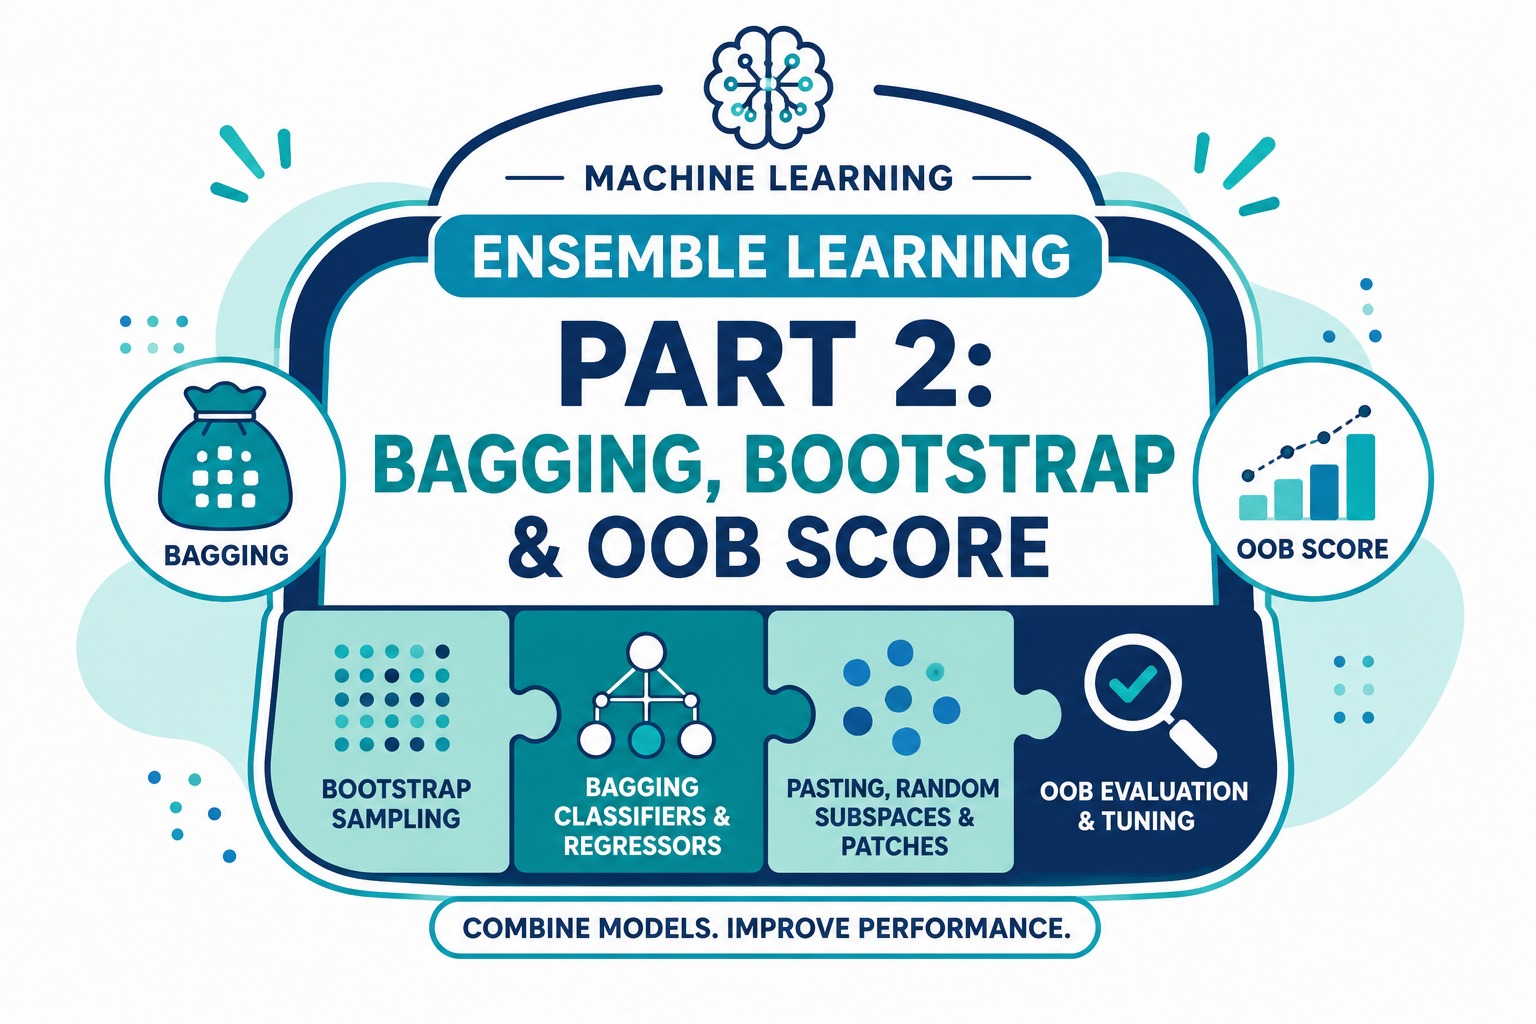 MACHINE LEARNING
ENSEMBLE LEARNING
PART 2:
BAGGING, BOOTSTRAP
& OOB SCORE
BAGGING
OOB SCORE
BOOTSTRAP
SAMPLING
BAGGING
CLASSIFIERS &
REGRESSORS
PASTING, RANDOM
SUBSPACES &
PATCHES
OOB EVALUATION
& TUNING
COMBINE MODELS. IMPROVE PERFORMANCE.